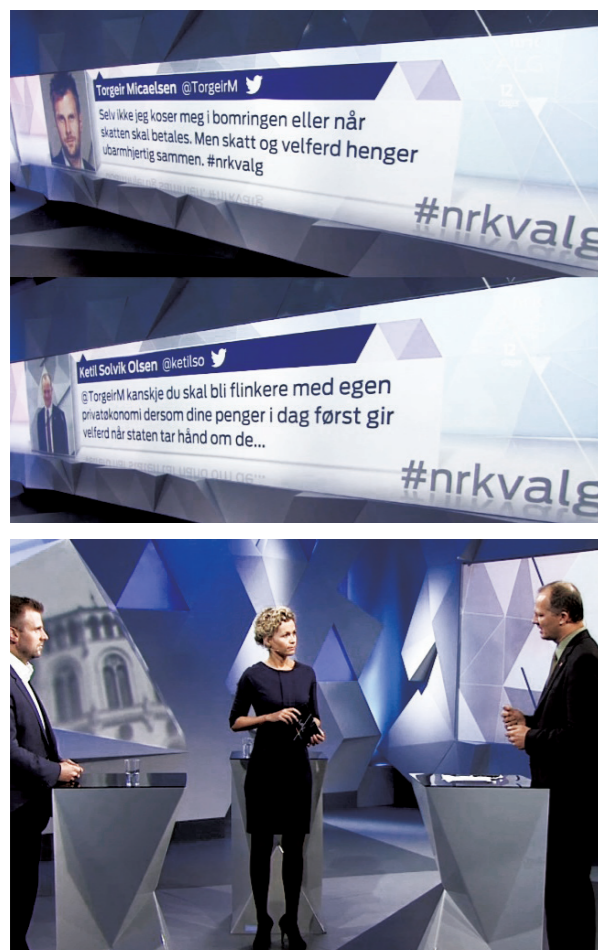 Torgeir Micaelsen @TorgeirM
Selv ikke jeg koser meg i bomringen eller når
skatten skal betales. Men skatt og velferd henger
ubarmhjertig sammen. #nrkvalg
#nrkvalg
Ketil Solvik Olsen @ketilso
@TorgeirM kanskje du skal bli flinkere med egen
privatøkonomi dersom dine penger i dag først gir
velferd når staten tar hånd om de...
#nrkvalg